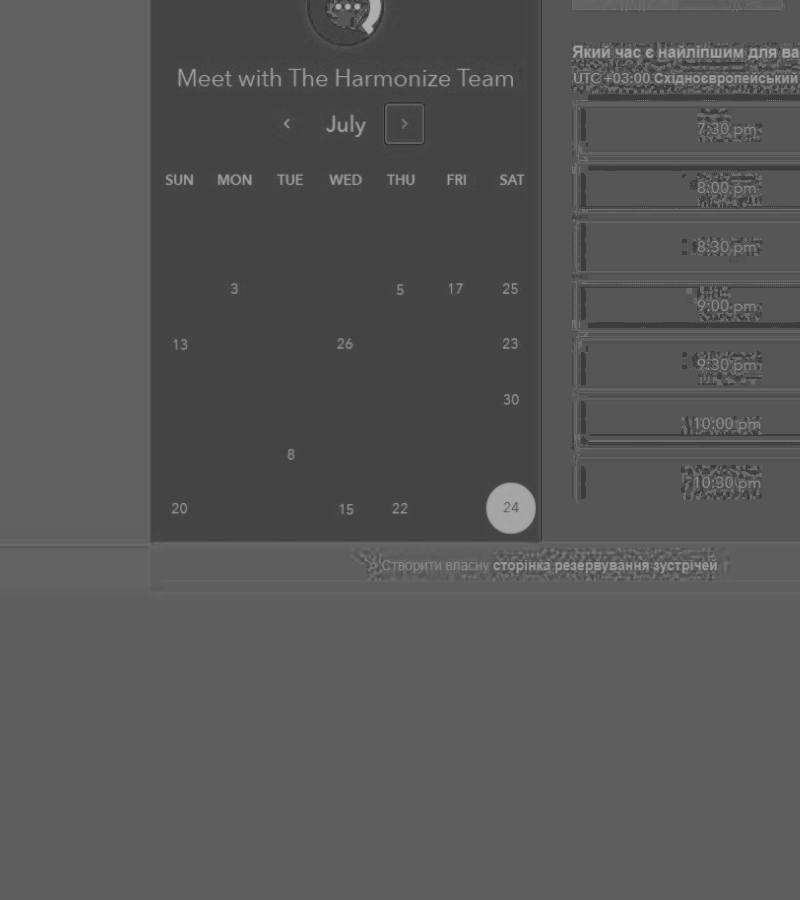 Meet with The Harmonize Team
July
SUN MON TUE WED THU FRI SAT
3 5 17 25
13 26 23
30
8
20 15 22 24
Який час є найліпшим для ва
UTC +03:00 Східноєвропейський
7:30 pm
8:00 pm
8:30 pm
9:00 pm
9:30 pm
10:00 pm
10:30 pm
Створити власну сторінка резервування зустрічей